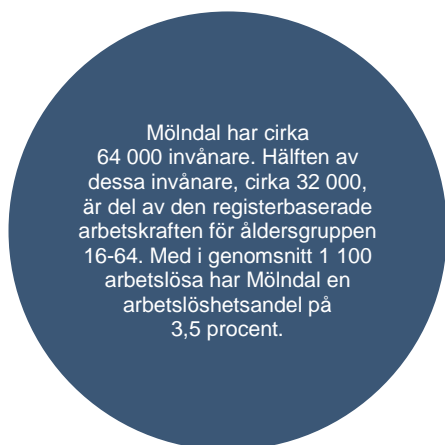 Mölndal har cirka
64 000 invånare. Hälften av
dessa invånare, cirka 32 000,
är del av den registerbaserade
arbetskraften för åldersgruppen
16-64. Med i genomsnitt 1 100
arbetslösa har Mölndal en
arbetslöshetsandel på
3,5 procent.